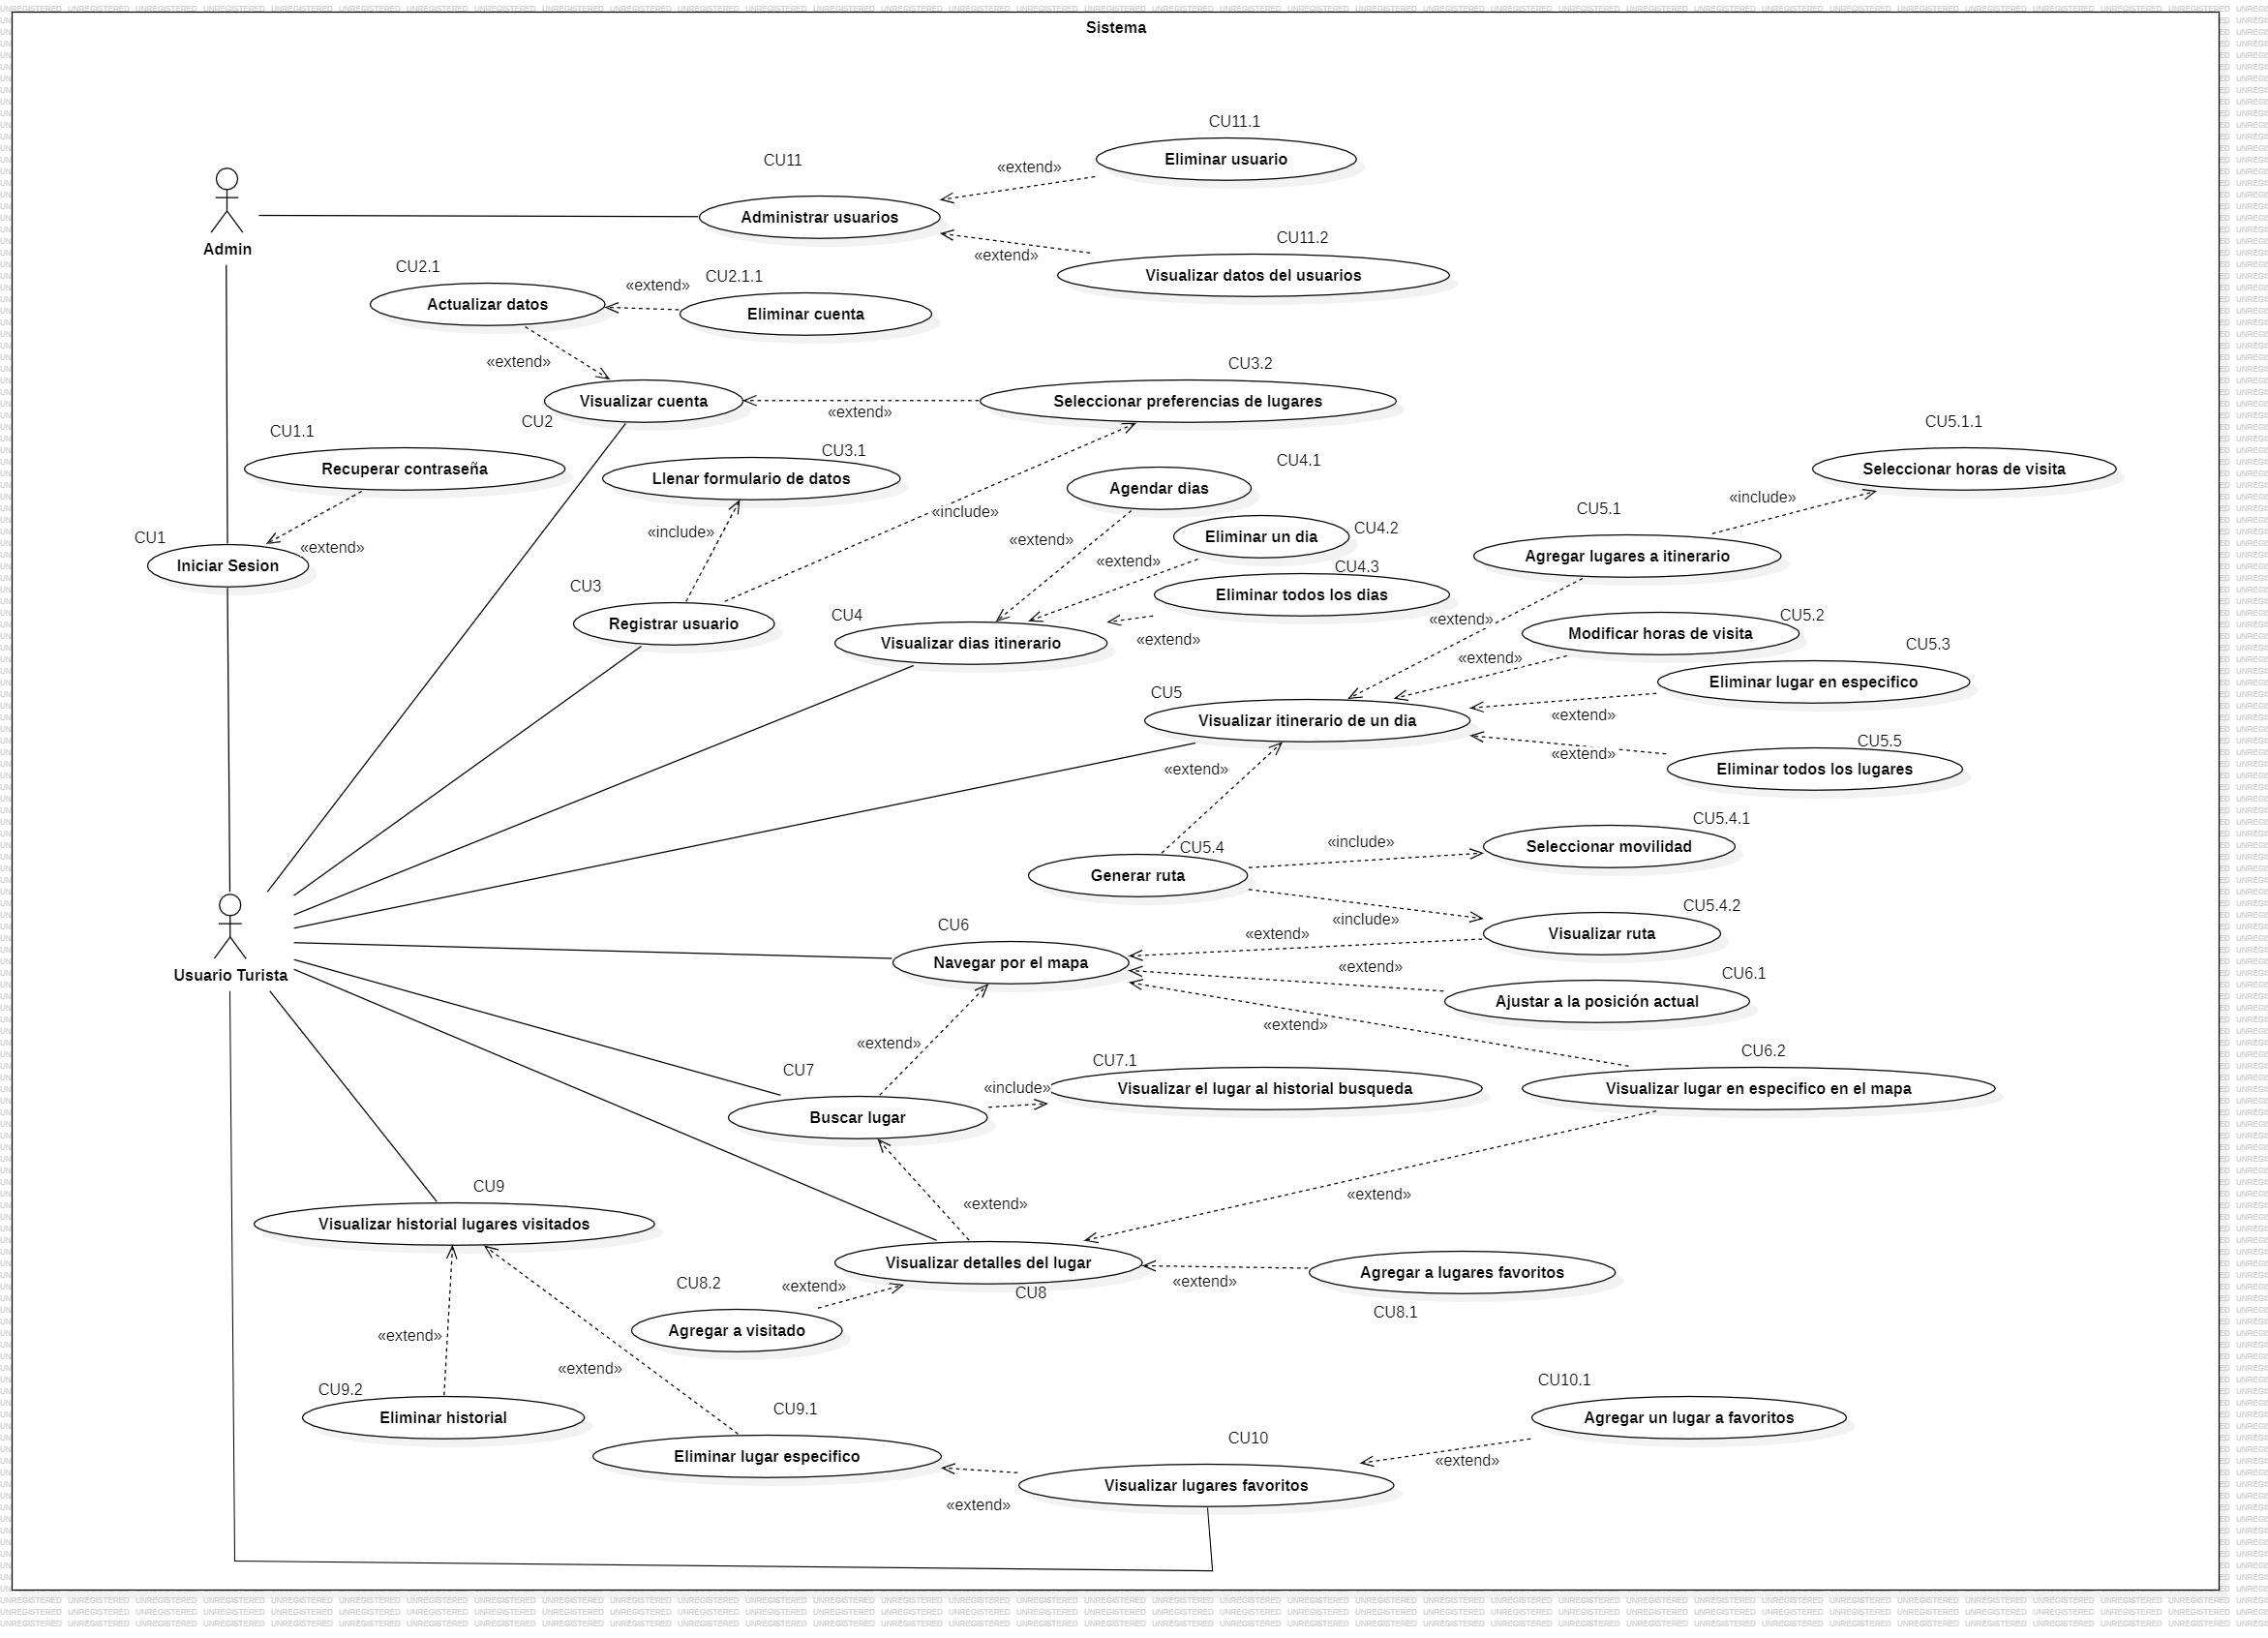 Sistema
CU11.1
Eliminar usuario
«extend»
CU11
Administrar usuarios
Admin
CU11.2
«extend»
Visualizar datos del usuarios
CU2.1
Actualizar datos
«extend»
CU2.1.1
Eliminar cuenta
«extend»
Visualizar cuenta
CU2
«extend»
CU3.2
Seleccionar preferencias de lugares
CU1.1
Recuperar contraseña
CU1
«extend»
Iniciar Sesion
CU3.1
Llenar formulario de datos
«include»
«include»
CU3
Registrar usuario
CU4.1
Agendar dias
«extend»
Eliminar un dia
CU4.2
«extend»
CU4.3
Eliminar todos los dias
«extend»
CU4
Visualizar dias itinerario
CU5.1.1
Seleccionar horas de visita
«include»
CU5.1
Agregar lugares a itinerario
«extend»
CU5.2
Modificar horas de visita
«extend»
CU5.3
Eliminar lugar en especifico
«extend»
CU5
Visualizar itinerario de un dia
CU5.5
«extend»
Eliminar todos los lugares
«extend»
CU5.4
Generar ruta
«include»
CU5.4.1
Seleccionar movilidad
«include»
CU5.4.2
Visualizar ruta
«extend»
CU6
Navegar por el mapa
Usuario Turista
«extend»
CU6.1
Ajustar a la posición actual
«extend»
CU6.2
Visualizar lugar en especifico en el mapa
«extend»
CU7
Buscar lugar
«include»
CU7.1
Visualizar el lugar al historial busqueda
«extend»
«extend»
CU9
Visualizar historial lugares visitados
Visualizar detalles del lugar
CU8
«extend»
Agregar a lugares favoritos
CU8.1
CU8.2
«extend»
Agregar a visitado
«extend»
«extend»
CU9.2
Eliminar historial
CU9.1
Eliminar lugar especifico
«extend»
CU10
Visualizar lugares favoritos
CU10.1
Agregar un lugar a favoritos
«extend»
UNREGISTERED